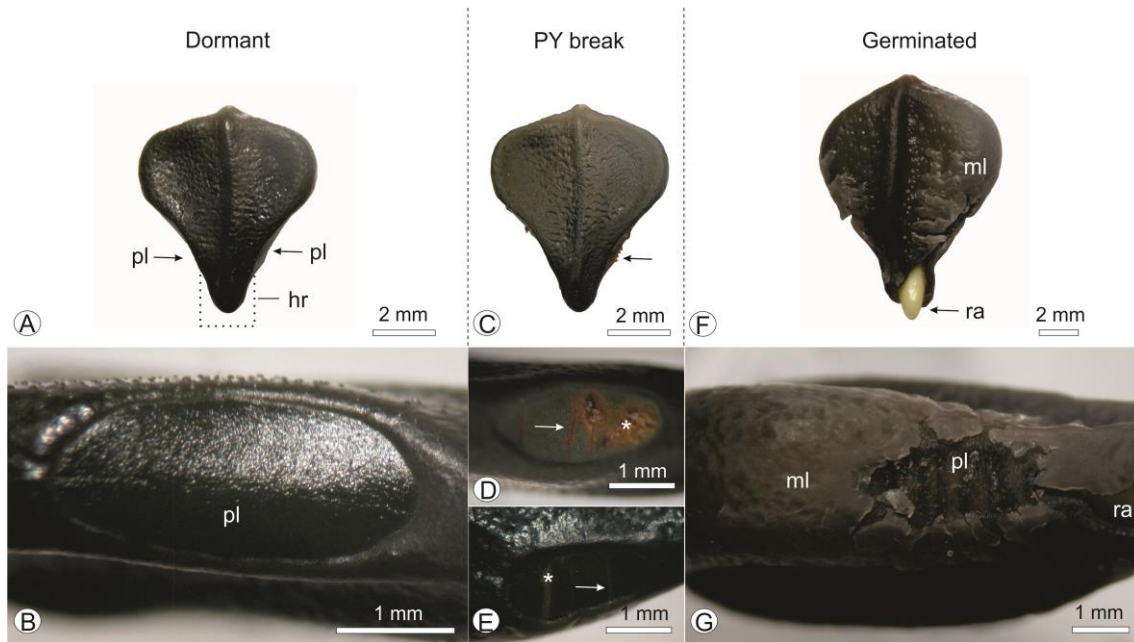 Dormant
PY break
Germinated
pl
pl
hr
A
2 mm
C
2 mm
ml
ra
F
2 mm
pl
B
1 mm
*
D
1 mm
*
E
1 mm
ml
pl
ra
G
1 mm